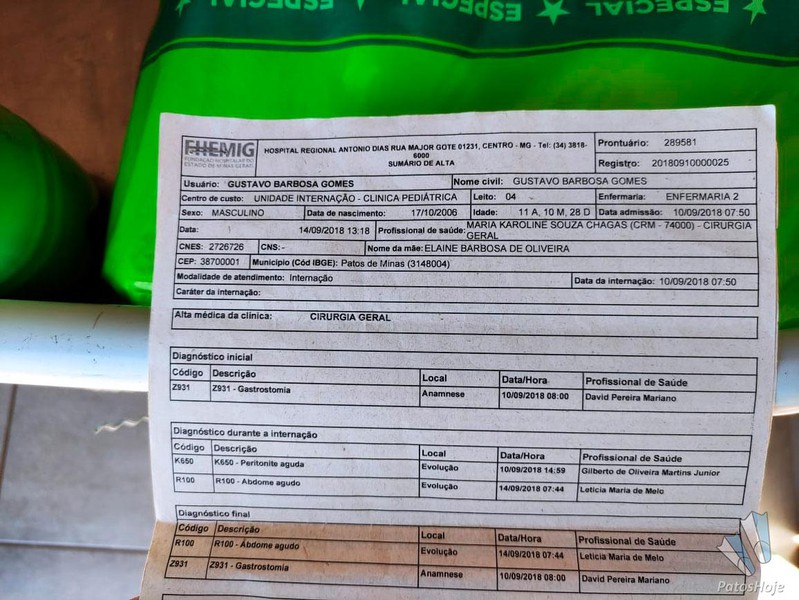 ESPECIAL ESPECIAL ESPECIAL
FHEMIG
FUNDAÇÃO HOSPITALAR DO
ESTADO DE MINAS GERAIS
HOSPITAL REGIONAL ANTONIO DIAS RUA MAJOR GOTE 01231, CENTRO - MG - Tel: (34) 3818-
6000
SUMÁRIO DE ALTA
Prontuário: 289581
Registro: 20180910000025
Usuário: GUSTAVO BARBOSA GOMES Nome civil: GUSTAVO BARBOSA GOMES
Centro de custo: UNIDADE INTERNAÇÃO - CLINICA PEDIÁTRICA Leito: 04 Enfermaria: ENFERMARIA 2
Sexo: MASCULINO Data de nascimento: 17/10/2006 Idade: 11 A, 10 M, 28 D Data admissão: 10/09/2018 07:50
Data: 14/09/2018 13:18 Profissional de saúde: MARIA KAROLINE SOUZA CHAGAS (CRM - 74000) - CIRURGIA
GERAL
CNES: 2726726 CNS:- Nome da mãe: ELAINE BARBOSA DE OLIVEIRA
CEP: 38700001 Município (Cód IBGE): Patos de Minas (3148004)
Modalidade de atendimento: Internação Data da internação: 10/09/2018 07:50
Caráter da internação:
Alta médica da clínica: CIRURGIA GERAL
Diagnóstico inicial
Código Descrição Local Data/Hora Profissional de Saúde
Z931 Z931 - Gastrostomia Anamnese 10/09/2018 08:00 David Pereira Mariano
Diagnóstico durante a internação
Código Descrição Local Data/Hora Profissional de Saúde
K650 K650 - Peritonite aguda Evolução 10/09/2018 14:59 Gilberto de Oliveira Martins Junior
R100 R100 - Abdome agudo Evolução 14/09/2018 07:44 Leticia Maria de Melo
Diagnóstico final
Código Descrição Local Data/Hora Profissional de Saúde
R100 R100 - Abdome agudo Evolução 14/09/2018 07:44 Leticia Maria de Melo
Z931 Z931 - Gastrostomia Anamnese 10/09/2018 08:00 David Pereira Mariano
PatosHoje